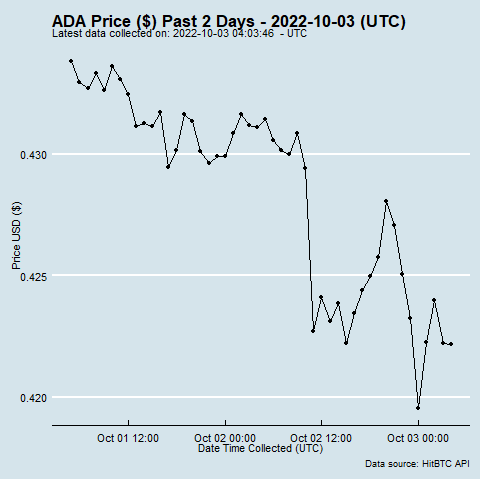 ADA Price ($) Past 2 Days - 2022-10-03 (UTC)
Latest data collected on: 2022-10-03 04:03:46 - UTC
Price USD ($)
0.430
0.425
0.420
Oct 01 12:00 Oct 02 00:00 Oct 02 12:00 Oct 03 00:00
Date Time Collected (UTC)
Data source: HitBTC API